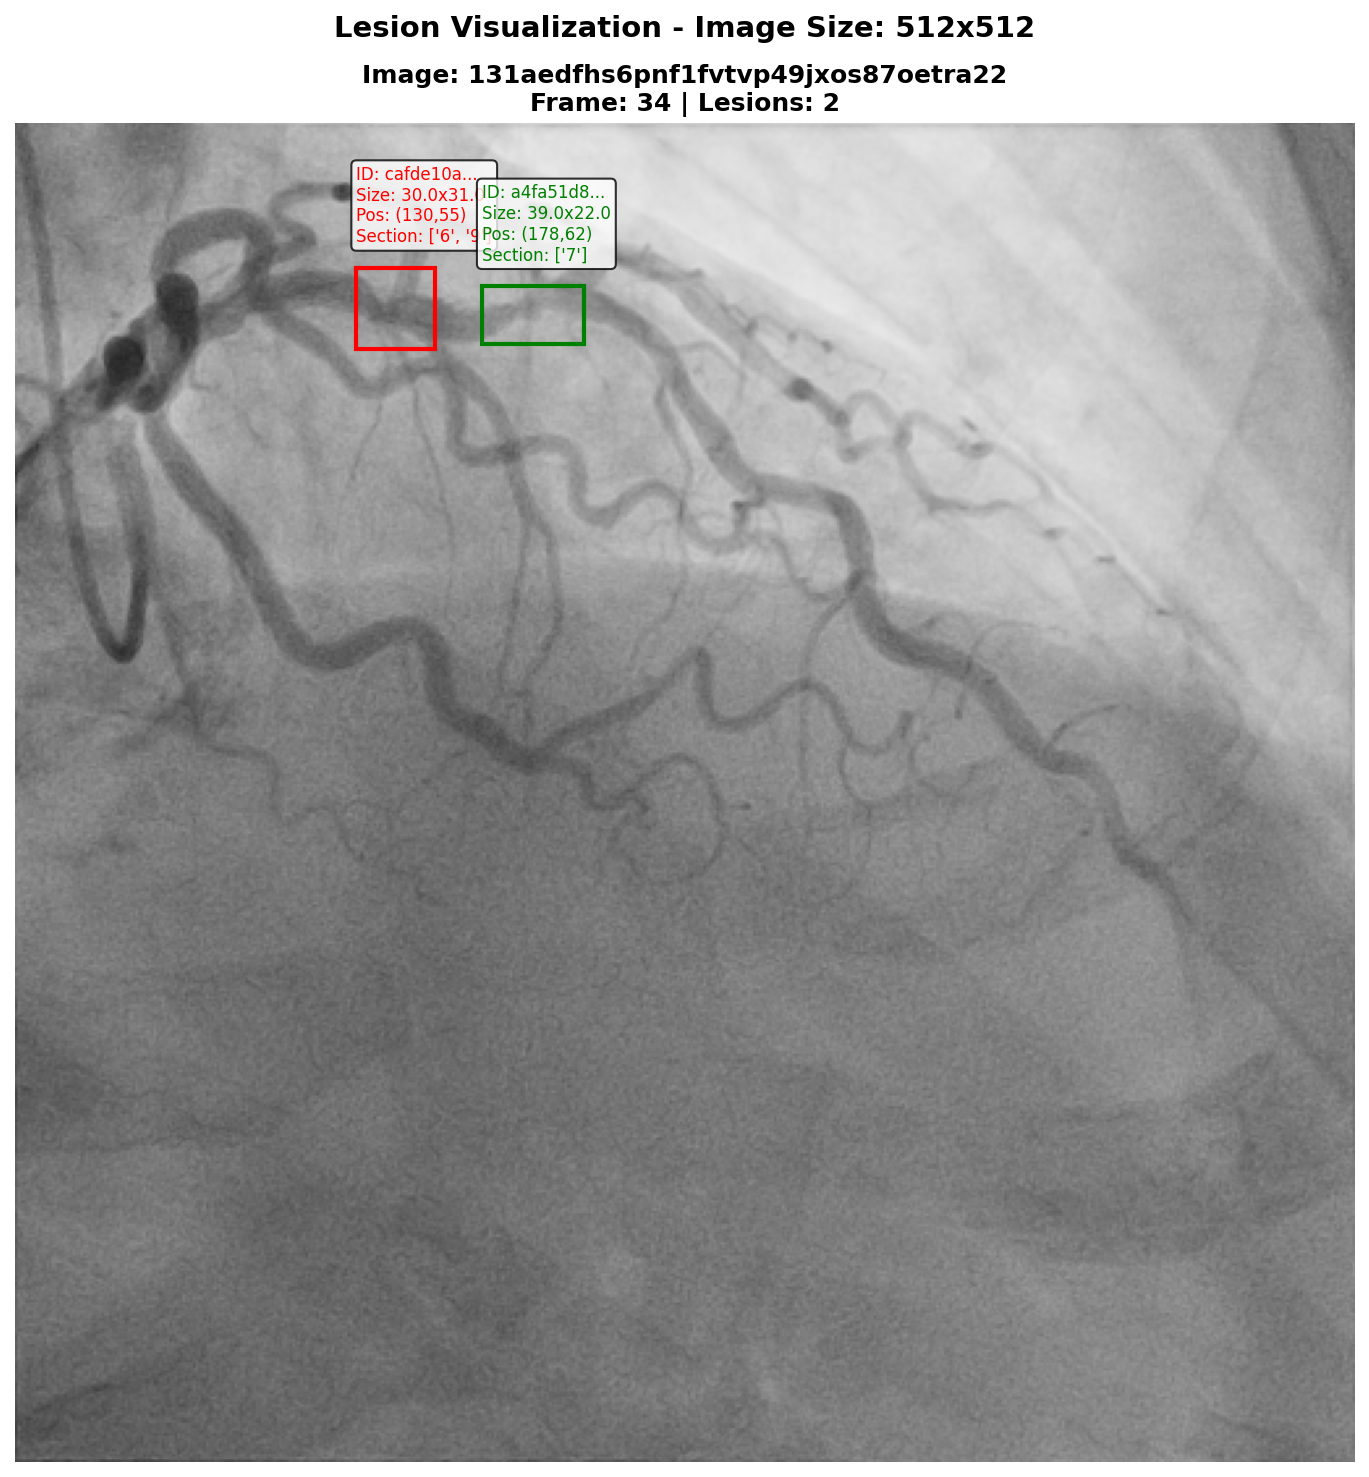 Lesion Visualization - Image Size: 512x512
Image: 131aedfhs6pnf1fvtvp49jxos87oetra22
Frame: 34 | Lesions: 2
ID: cafde10a...
Size: 30.0x31.
Pos: (130,55)
Section: ['6', '9
ID: a4fa51d8...
Size: 39.0x22.0
Pos: (178,62)
Section: ['7']